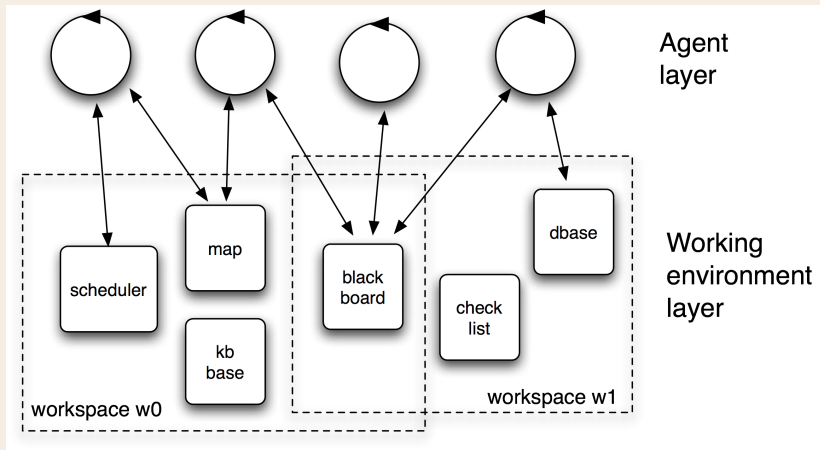 Agent
layer
map
dbase
scheduler
black
board
Working
environment
layer
check
list
kb
base
workspace w0
workspace w1